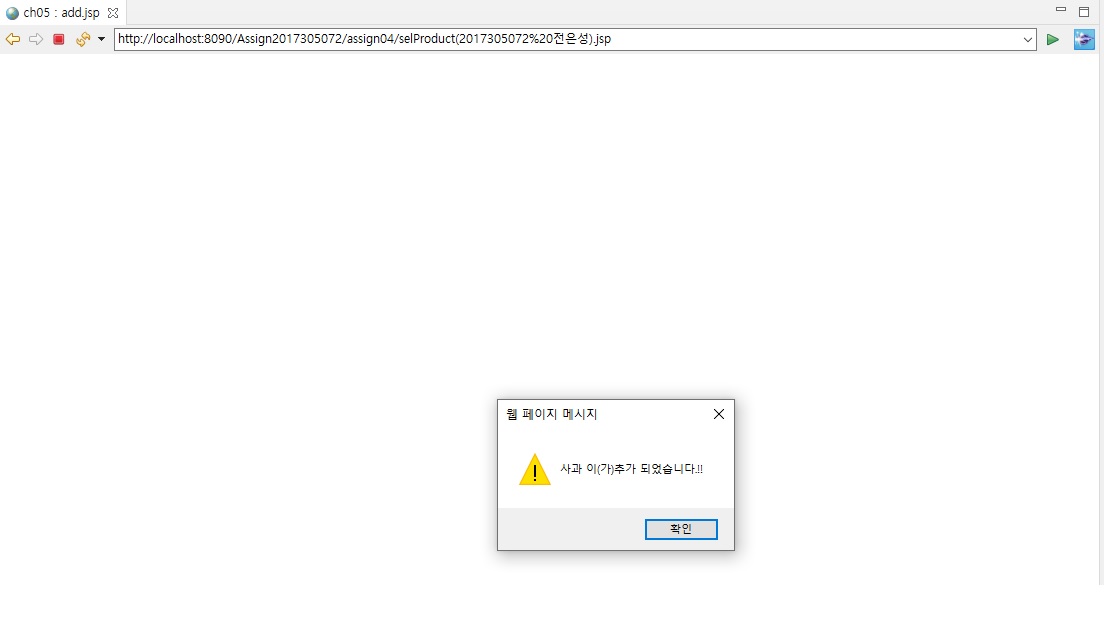 ch05 : add.jsp
http://localhost:8090/Assign2017305072/assign04/selProduct(2017305072%20전은성).jsp
웹 페이지 메시지
사과 이(가)추가 되었습니다.!!
확인